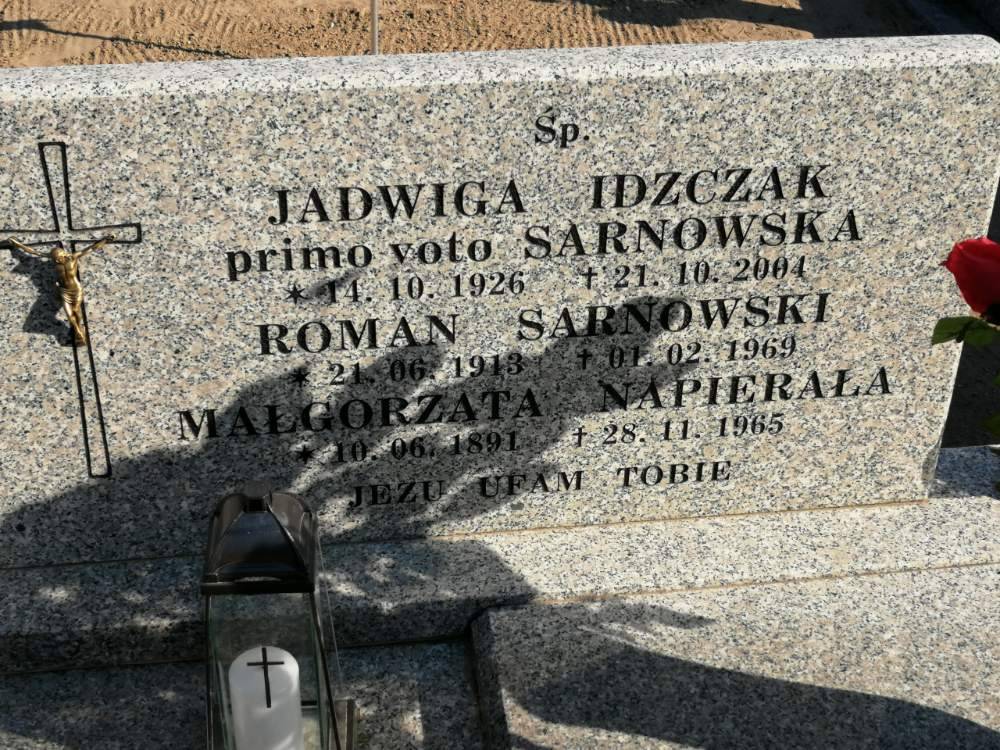 Śp.
JADWIGA IDZCZAK
primo voto SARNOWSKA
* 14. 10. 1926 † 21. 10. 2004
ROMAN SARNOWSKI
* 21. 06. 1913 † 01. 02. 1969
MAŁGORZATA NAPIERAŁA
* 10. 06. 1891 † 28. 11. 1965
JEZU UFAM TOBIE